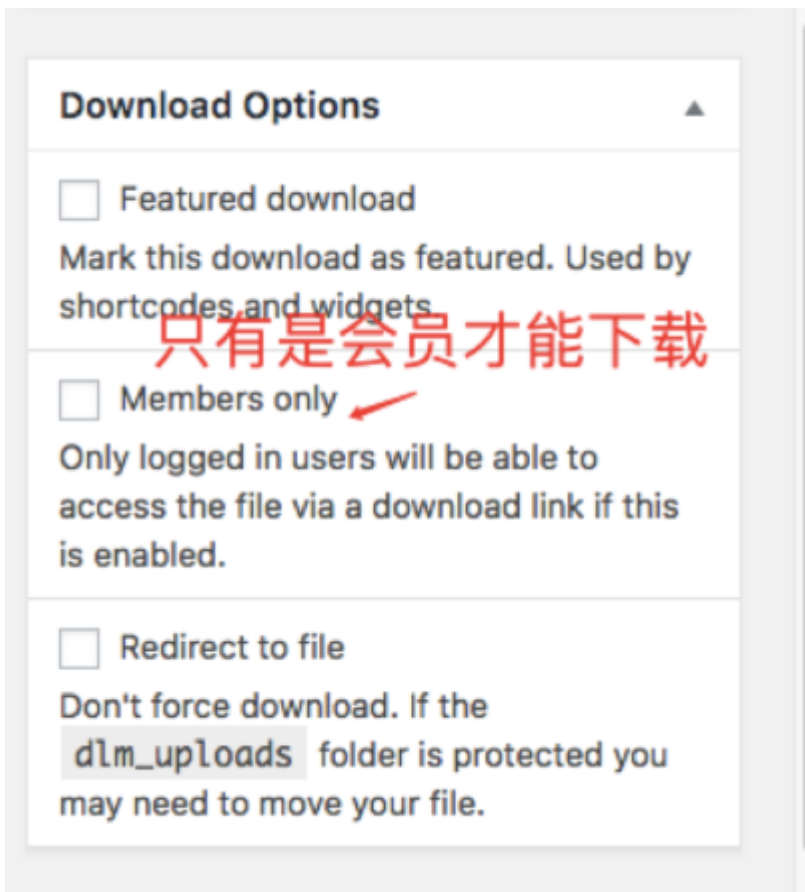 Download Options
Featured download
Mark this download as featured. Used by
shortcodes and widgets.
只有是会员才能下载
Members only
Only logged in users will be able to
access the file via a download link if this
is enabled.
Redirect to file
Don't force download. If the
dlm_uploads folder is protected you
may need to move your file.